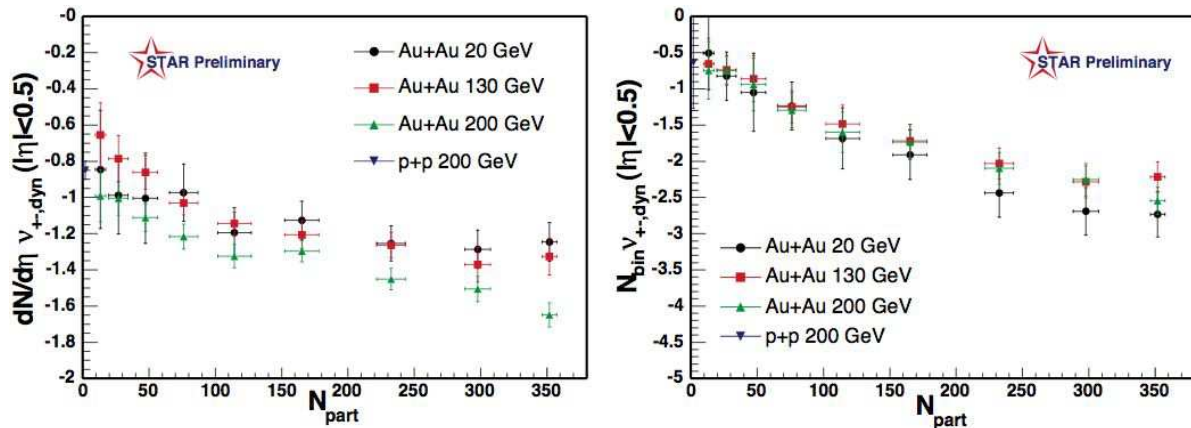 -0
-0.2
-0.4
-0.6
-0.8
-1
-1.2
-1.4
-1.6
-1.8
-2
dN/dη ν+-,dyn (|η|<0.5)
STAR Preliminary
Au+Au 20 GeV
Au+Au 130 GeV
Au+Au 200 GeV
p+p 200 GeV
0 50 100 150 200 250 300 350
Npart
-0
-0.5
-1
-1.5
-2
-2.5
-3
-3.5
-4
-4.5
-5
Nbin ν+-,dyn (|η|<0.5)
STAR Preliminary
Au+Au 20 GeV
Au+Au 130 GeV
Au+Au 200 GeV
p+p 200 GeV
0 50 100 150 200 250 300 350
Npart